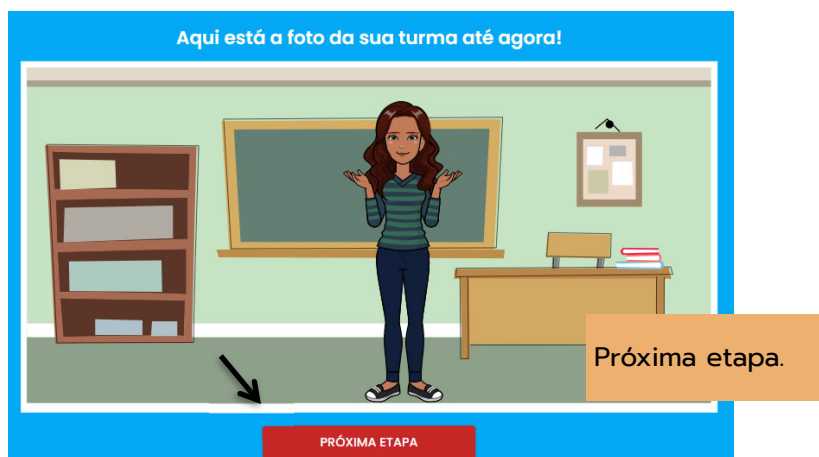 Aqui está a foto da sua turma até agora!
Próxima etapa.
PRÓXIMA ETAPA